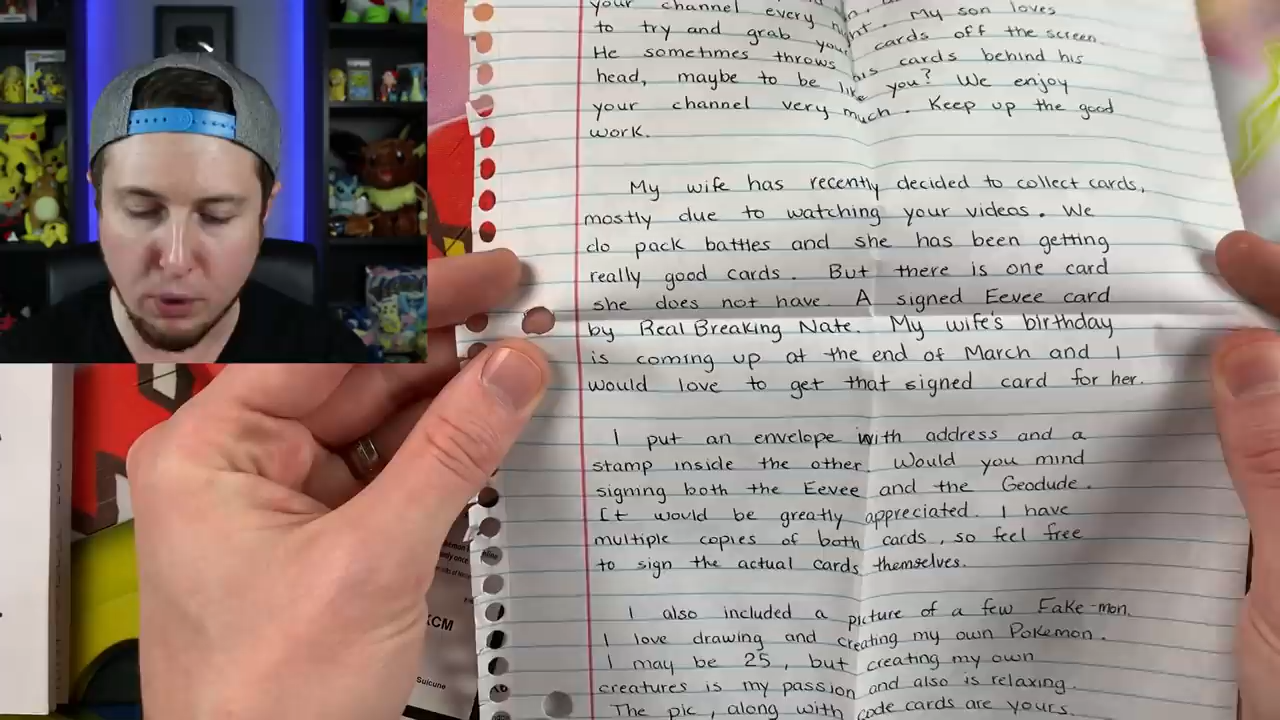 your channel every night. My son loves
to try and grab your cards off the screen.
He sometimes throws his cards behind his
head, maybe to be like you? We enjoy
your channel very much. Keep up the good
work.
My wife has recently decided to collect cards,
mostly due to watching your videos. We
do pack battles and she has been getting
really good cards. But there is one card
she does not have. A signed Eevee card
by Real Breaking Nate. My wife's birthday
is coming up at the end of March and I
would love to get that signed card for her.
I put an envelope with address and a
stamp inside the other. Would you mind
signing both the Eevee and the Geodude.
It would be greatly appreciated. I have
multiple copies of both cards, so feel free
to sign the actual cards themselves.
I also included a picture of a few Fake-mon.
I love drawing and creating my own Pokemon.
I may be 25, but creating my own
creatures is my passion and also is relaxing.
The pic, along with code cards are yours.
KCM
Suicune